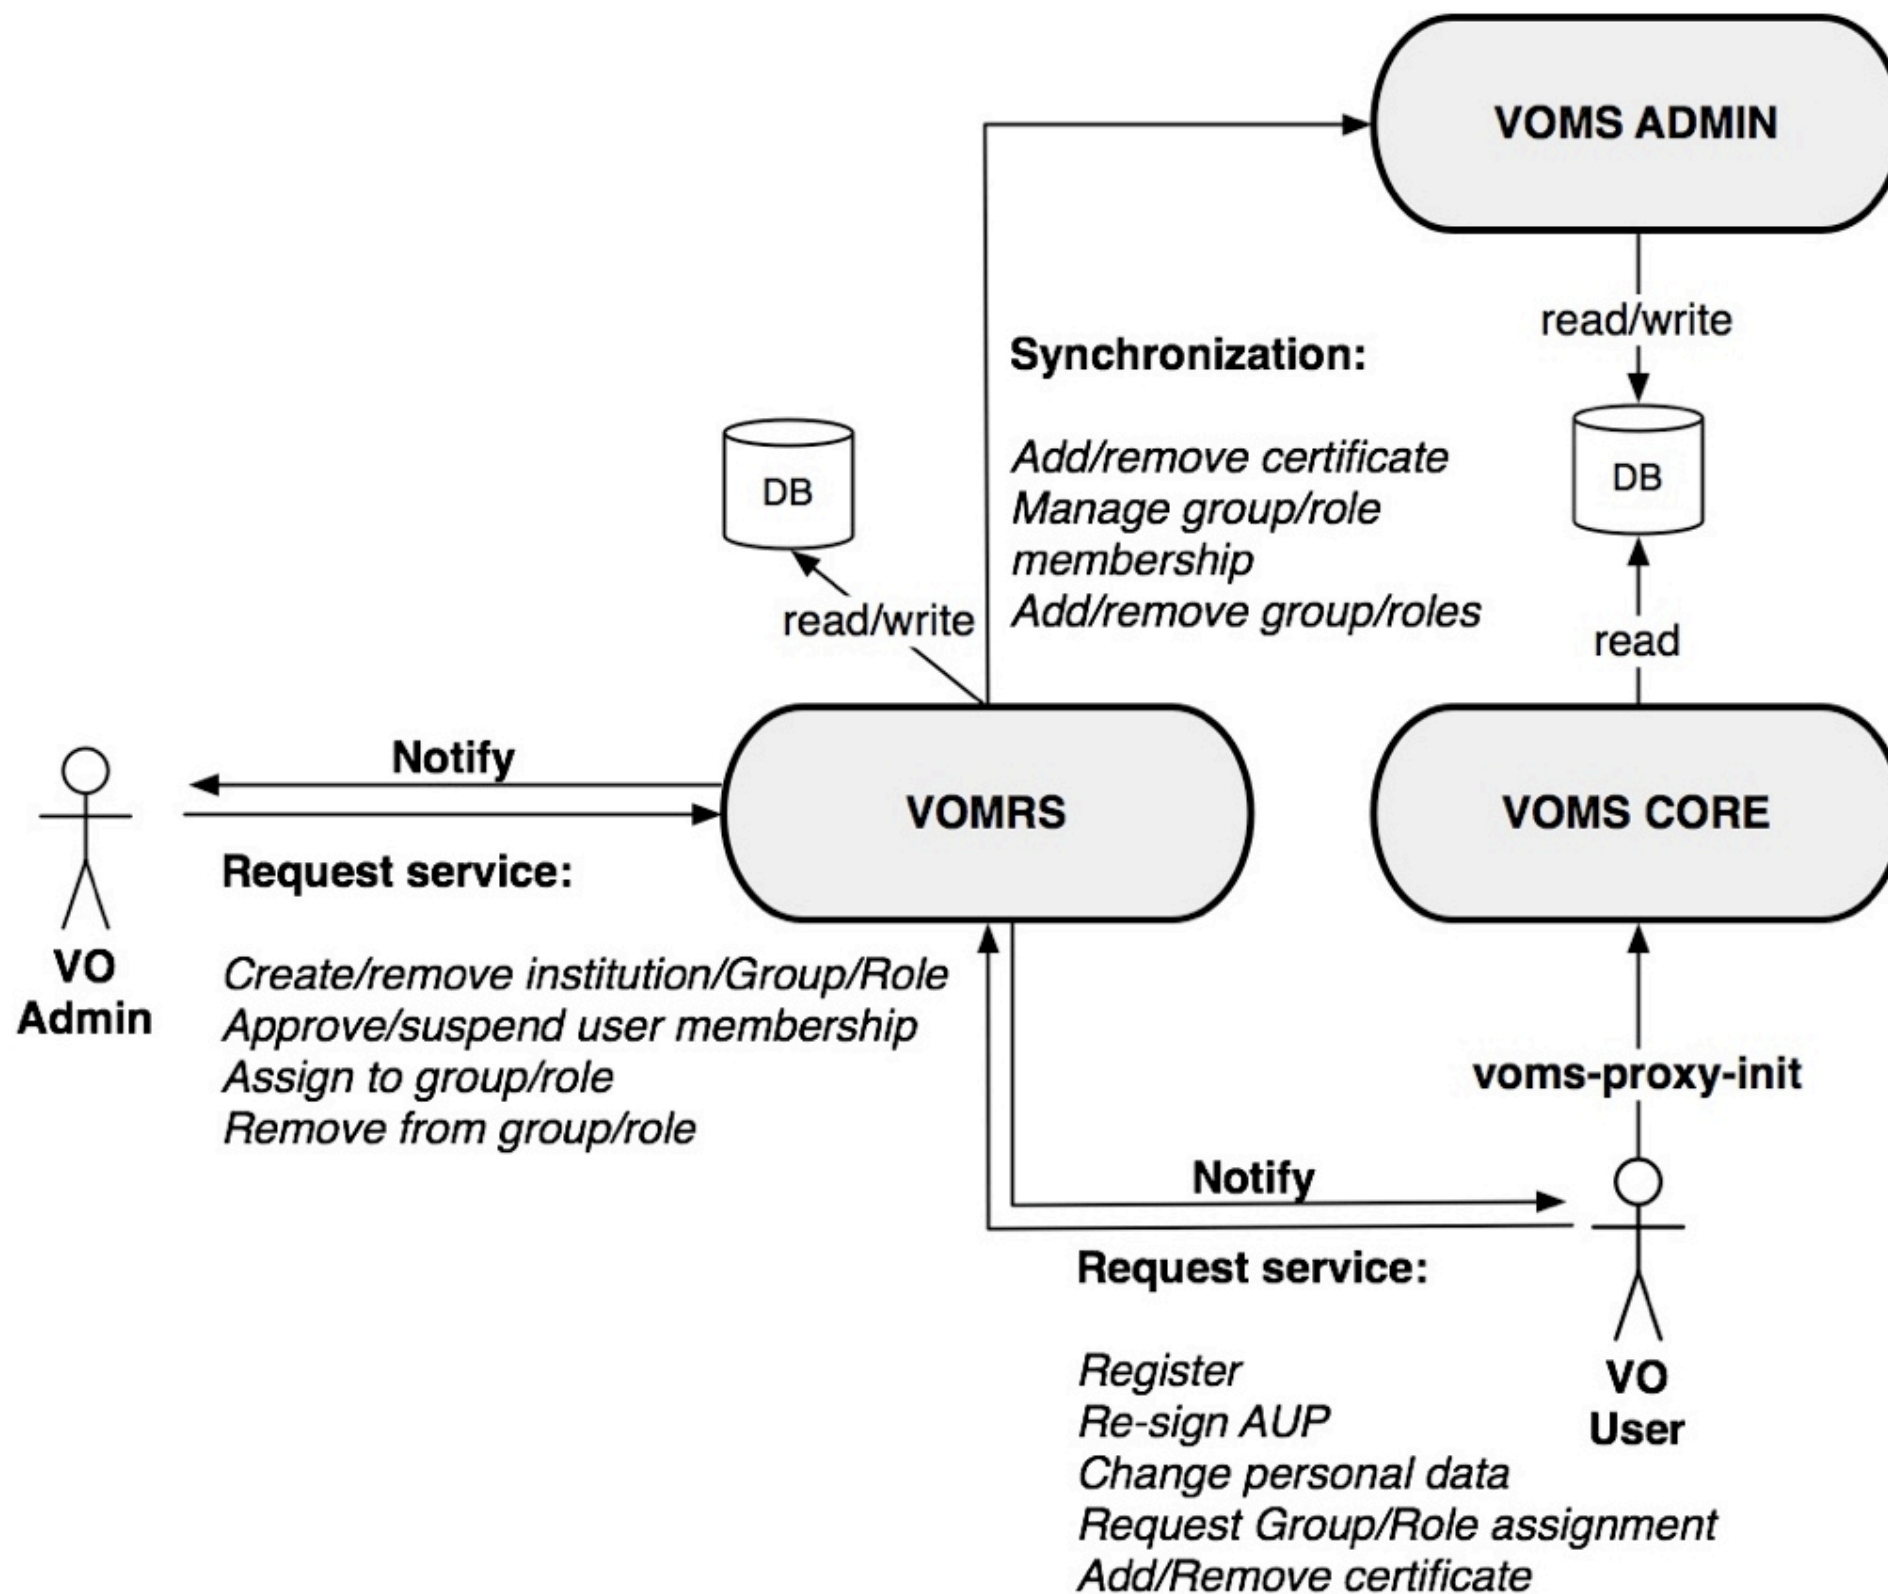 VOMS ADMIN
read/write
Synchronization:
Add/remove certificate
Manage group/role
membership
Add/remove group/roles
DB
DB
read/write
read
Notify
VOMRS
VOMS CORE
Request service:
VO
Admin
Create/remove institution/Group/Role
Approve/suspend user membership
Assign to group/role
Remove from group/role
voms-proxy-init
Notify
Request service:
VO
User
Register
Re-sign AUP
Change personal data
Request Group/Role assignment
Add/Remove certificate